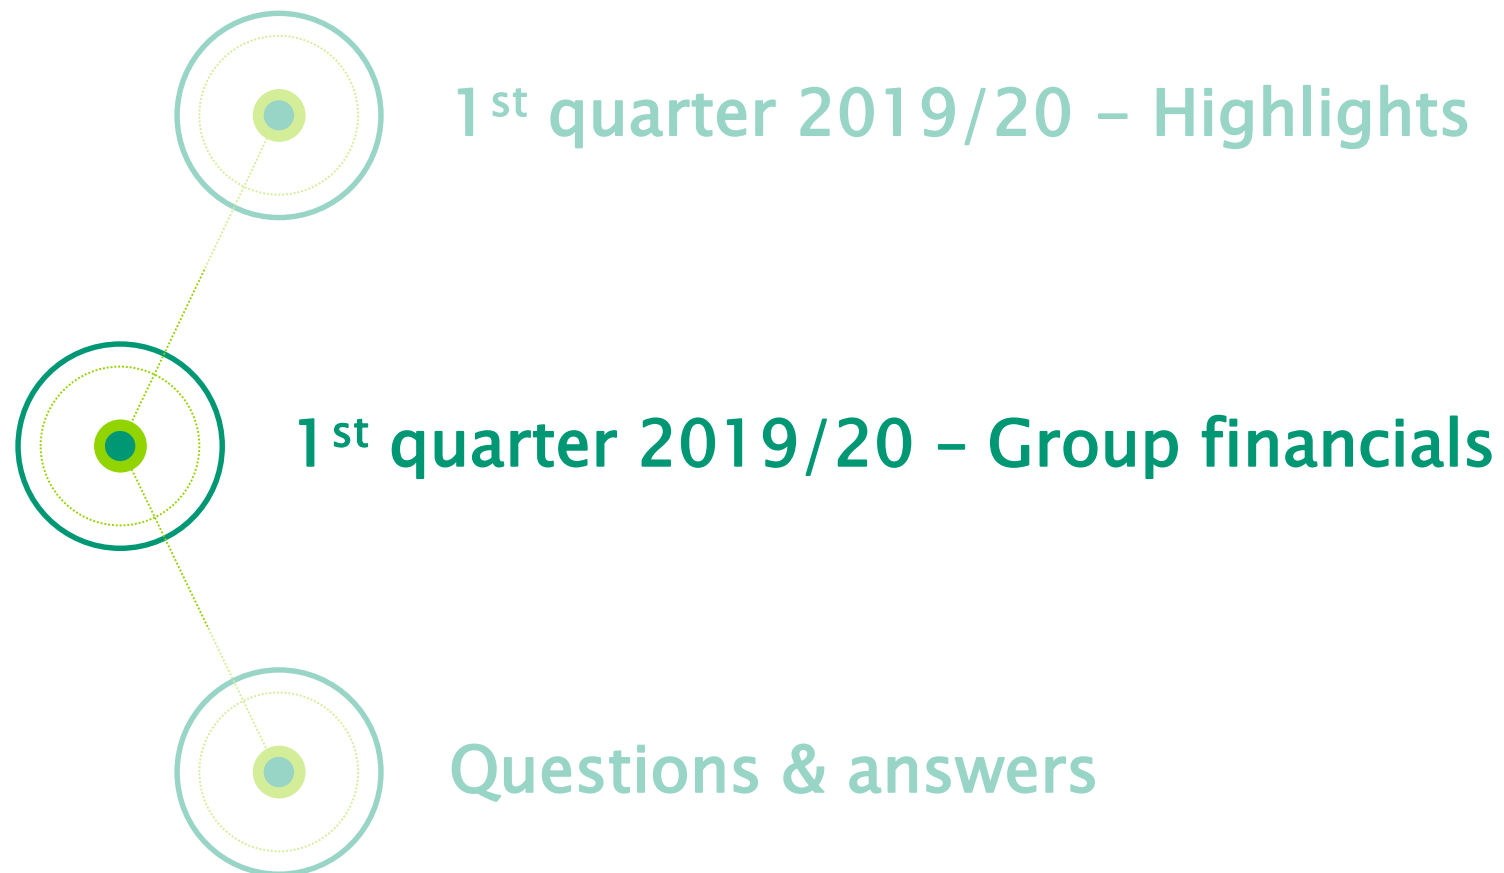 1st quarter 2019/20 – Highlights
1st quarter 2019/20 – Group financials
Questions & answers